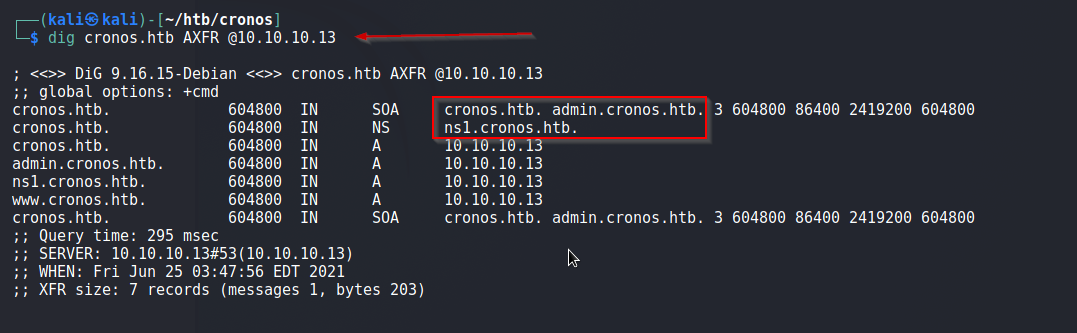 ┌──(kali㉿kali)-[~/htb/cronos]
└─$ dig cronos.htb AXFR @10.10.10.13
; <<>> DiG 9.16.15-Debian <<>> cronos.htb AXFR @10.10.10.13
;; global options: +cmd
cronos.htb. 604800 IN SOA cronos.htb. admin.cronos.htb. 3 604800 86400 2419200 604800
cronos.htb. 604800 IN NS ns1.cronos.htb.
cronos.htb. 604800 IN A 10.10.10.13
admin.cronos.htb. 604800 IN A 10.10.10.13
ns1.cronos.htb. 604800 IN A 10.10.10.13
www.cronos.htb. 604800 IN A 10.10.10.13
cronos.htb. 604800 IN SOA cronos.htb. admin.cronos.htb. 3 604800 86400 2419200 604800
;; Query time: 295 msec
;; SERVER: 10.10.10.13#53(10.10.10.13)
;; WHEN: Fri Jun 25 03:47:56 EDT 2021
;; XFR size: 7 records (messages 1, bytes 203)